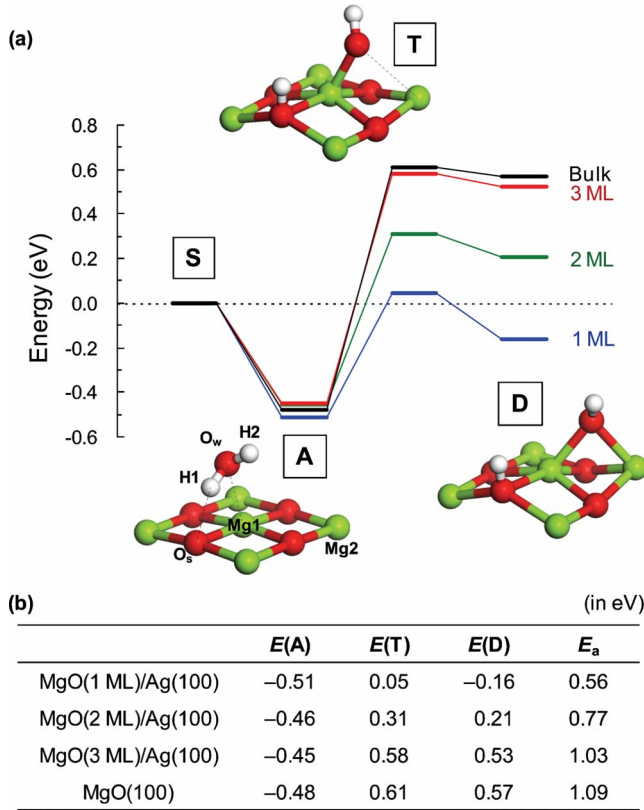 (a)
T
0.8
0.6
0.4
0.2
0.0
-0.2
-0.4
-0.6
Energy (eV)
S
Bulk
3 ML
2 ML
1 ML
A
D
Ow
H2
H1
Mg1
Mg2
Os
(b) (in eV)
E(A) E(T) E(D) Ea
MgO(1 ML)/Ag(100) –0.51 0.05 –0.16 0.56
MgO(2 ML)/Ag(100) –0.46 0.31 0.21 0.77
MgO(3 ML)/Ag(100) –0.45 0.58 0.53 1.03
MgO(100) –0.48 0.61 0.57 1.09